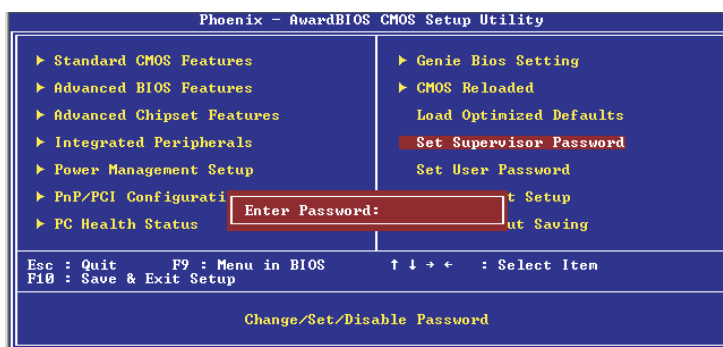 Phoenix - AwardBIOS CMOS Setup Utility
▶ Standard CMOS Features
▶ Advanced BIOS Features
▶ Advanced Chipset Features
▶ Integrated Peripherals
▶ Power Management Setup
▶ PnP/PCI Configurati
▶ PC Health Status
▶ Genie Bios Setting
▶ CMOS Reloaded
Load Optimized Defaults
Set Supervisor Password
Set User Password
t Setup
ut Saving
Enter Password:
Esc : Quit F9 : Menu in BIOS ↑ ↓ → ← : Select Item
F10 : Save & Exit Setup
Change/Set/Disable Password